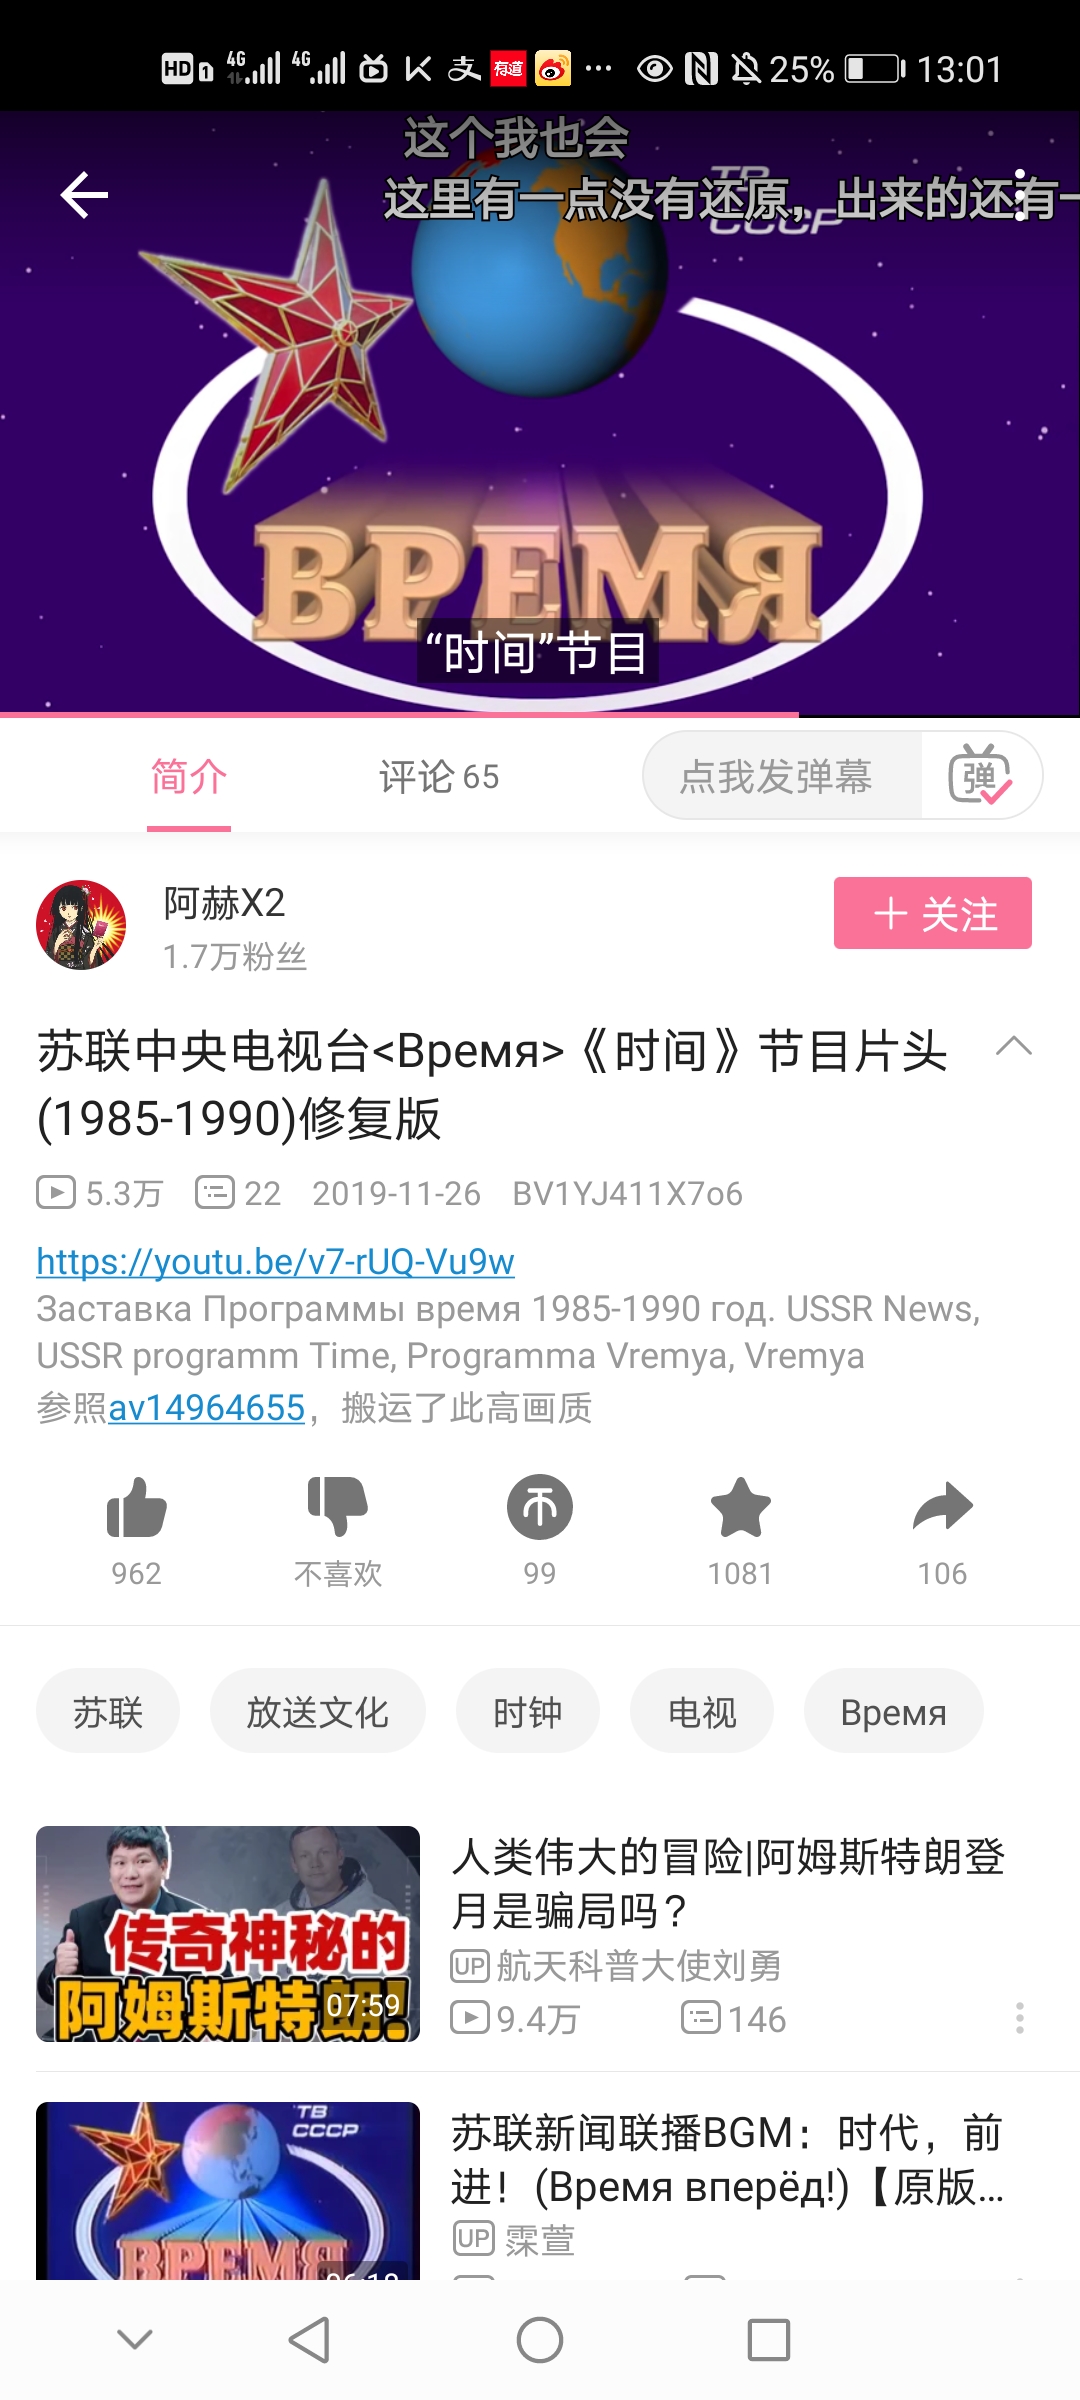 HD 1 4G 4G 支 有道 ··· 25% 13:01
这个我也会
这里有一点没有还原，出来的还有一
ТВ
СССР
ВРЕМЯ
“时间”节目
简介 评论 65 点我发弹幕 弹
阿赫X2
1.7万粉丝
＋ 关注
苏联中央电视台<Время>《时间》节目片头
(1985-1990)修复版
5.3万 22 2019-11-26 BV1YJ411X7o6
https://youtu.be/v7-rUQ-Vu9w
Заставка Программы время 1985-1990 год. USSR News,
USSR programm Time, Programma Vremya, Vremya
参照av14964655，搬运了此高画质
962 不喜欢 99 1081 106
苏联 放送文化 时钟 电视 Время
传奇神秘的
阿姆斯特朗!
07:59
人类伟大的冒险|阿姆斯特朗登
月是骗局吗？
UP 航天科普大使刘勇
9.4万 146
ТВ
СССР
ВРЕМЯ
苏联新闻联播BGM：时代，前
进！(Время вперёд!)【原版...
UP 霂萱